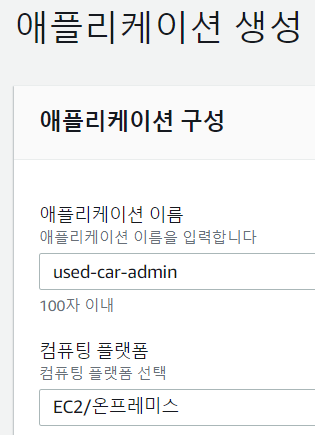 애플리케이션 생성
애플리케이션 구성
애플리케이션 이름
애플리케이션 이름을 입력합니다
used-car-admin
100자 이내
컴퓨팅 플랫폼
컴퓨팅 플랫폼 선택
EC2/온프레미스